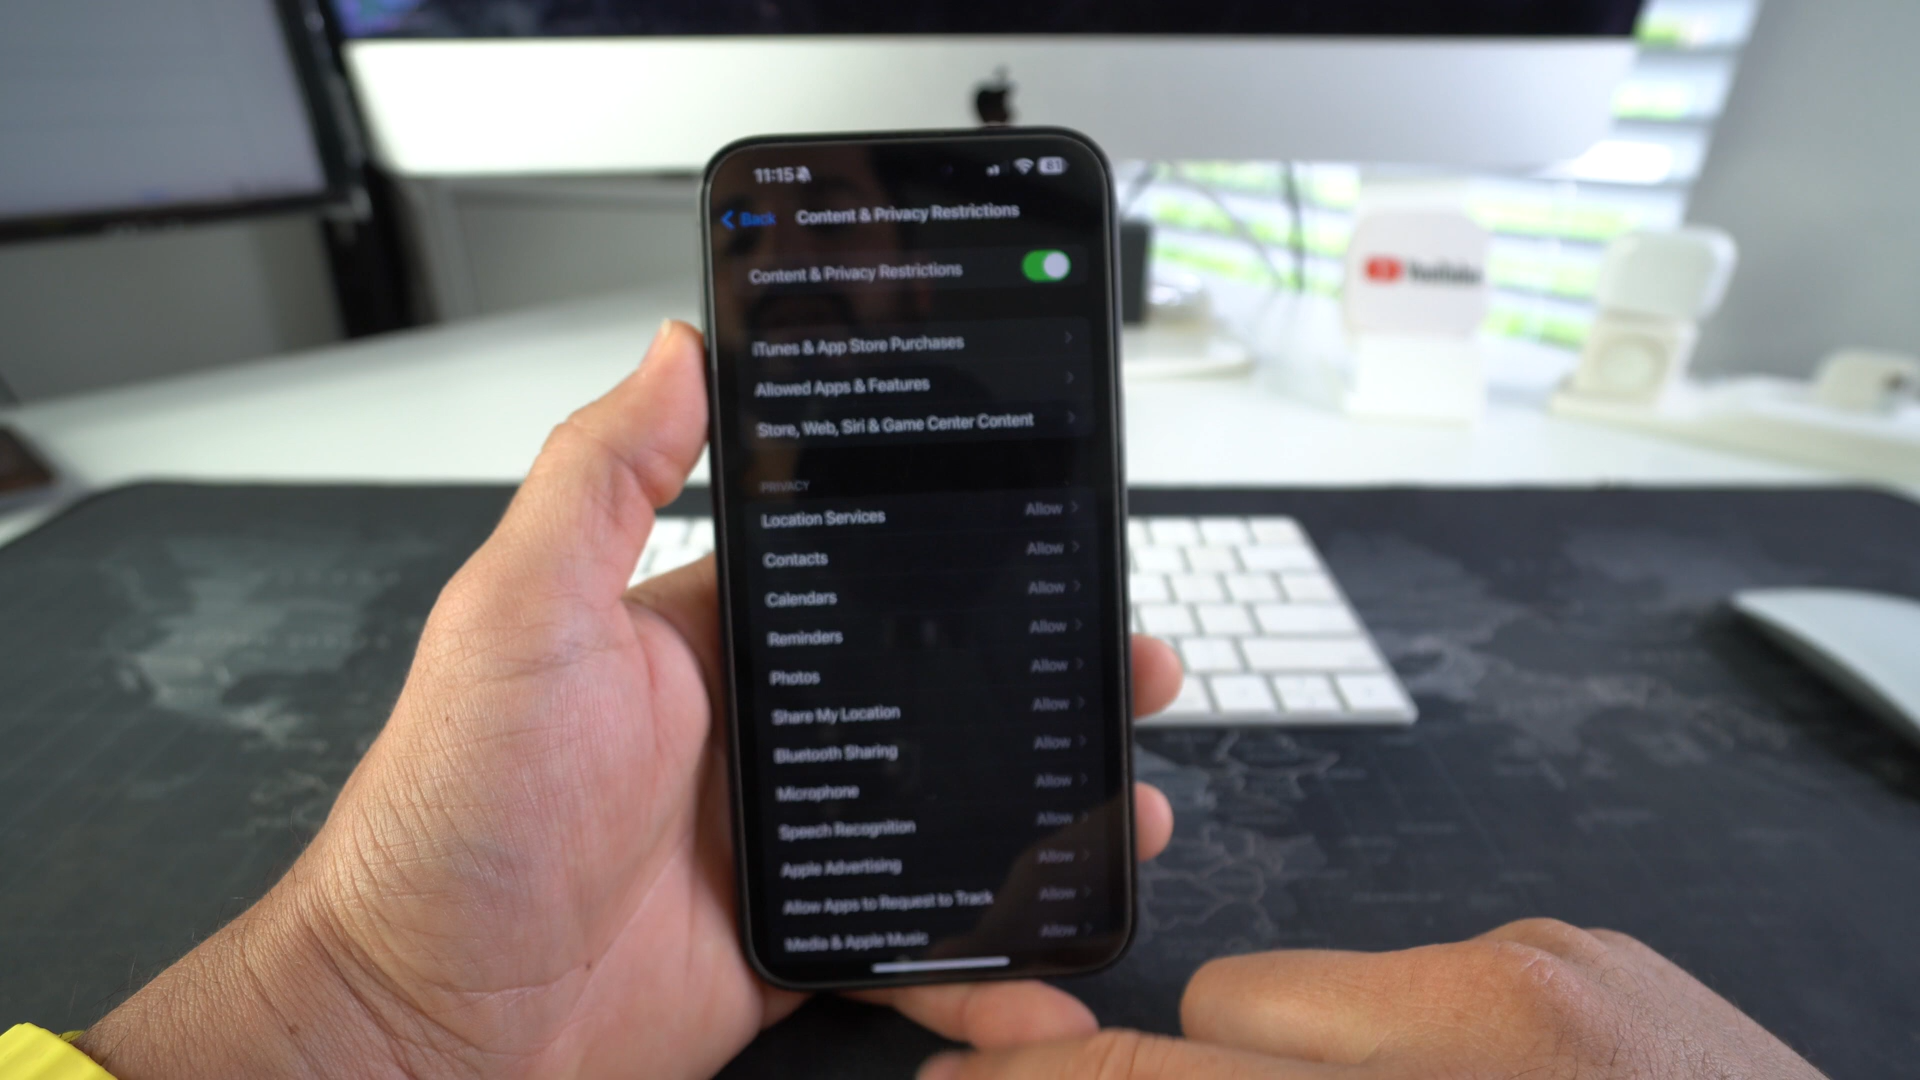 11:15
81
Back
Content & Privacy Restrictions
Content & Privacy Restrictions
iTunes & App Store Purchases
Allowed Apps & Features
Store, Web, Siri & Game Center Content
PRIVACY
Location Services Allow
Contacts Allow
Calendars Allow
Reminders Allow
Photos Allow
Share My Location Allow
Bluetooth Sharing Allow
Microphone Allow
Speech Recognition Allow
Apple Advertising Allow
Allow Apps to Request to Track Allow
Media & Apple Music Allow
YouTube